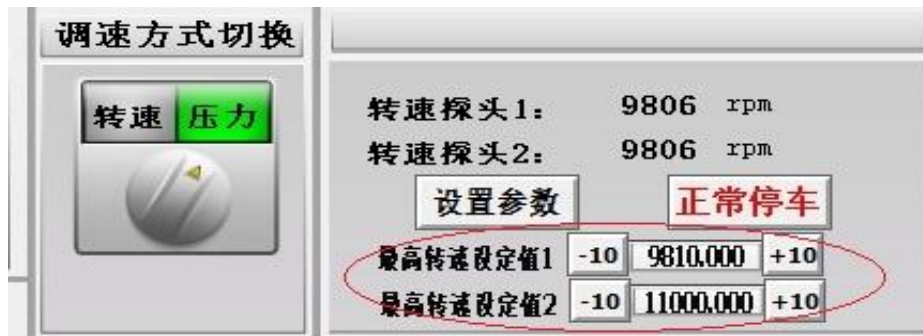 调速方式切换
转速 压力
转速探头1: 9806 rpm
转速探头2: 9806 rpm
设置参数 正常停车
最高转速设定值1 -10 9810.000 +10
最高转速设定值2 -10 11000.000 +10